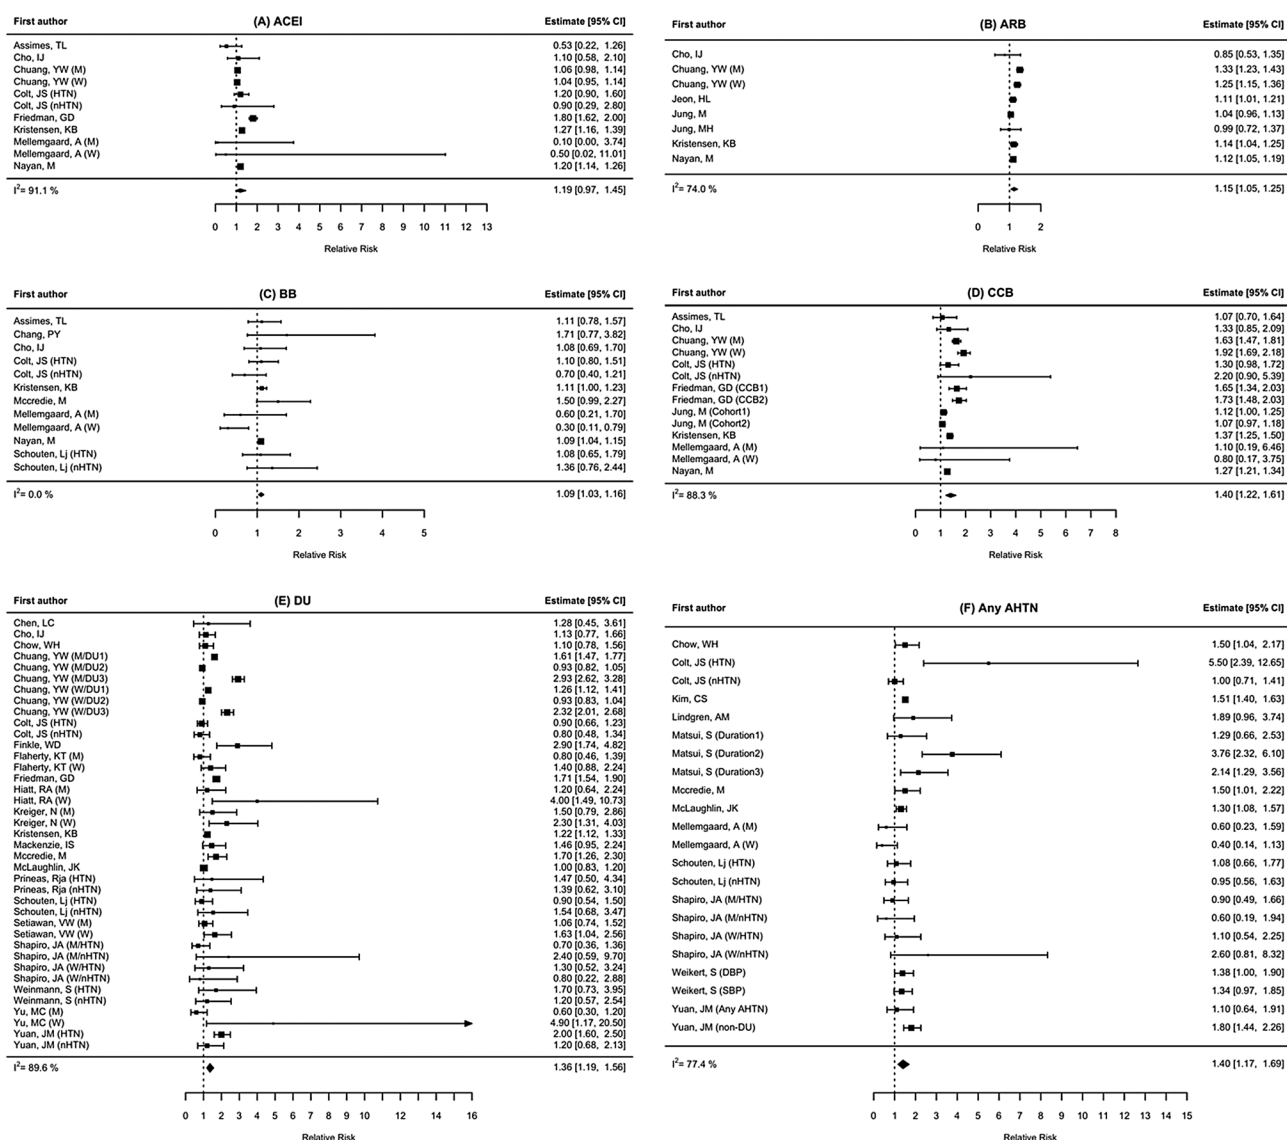 First author (A) ACEI Estimate [95% CI]
Assimes, TL 0.53 [0.22, 1.26]
Cho, IJ 1.10 [0.58, 2.10]
Chuang, YW (M) 1.06 [0.98, 1.14]
Chuang, YW (W) 1.04 [0.95, 1.14]
Colt, JS (HTN) 1.20 [0.90, 1.60]
Colt, JS (nHTN) 0.90 [0.29, 2.80]
Friedman, GD 1.80 [1.62, 2.00]
Kristensen, KB 1.27 [1.16, 1.39]
Mellemgaard, A (M) 0.10 [0.00, 3.74]
Mellemgaard, A (W) 0.50 [0.02, 11.01]
Nayan, M 1.20 [1.14, 1.26]
I²= 91.1 % 1.19 [0.97, 1.45]
0 1 2 3 4 5 6 7 8 9 10 11 12 13
Relative Risk
First author (B) ARB Estimate [95% CI]
Cho, IJ 0.85 [0.53, 1.35]
Chuang, YW (M) 1.33 [1.23, 1.43]
Chuang, YW (W) 1.25 [1.15, 1.36]
Jeon, HL 1.11 [1.01, 1.21]
Jung, M 1.04 [0.96, 1.13]
Jung, MH 0.99 [0.72, 1.37]
Kristensen, KB 1.14 [1.04, 1.25]
Nayan, M 1.12 [1.05, 1.19]
I²= 74.0 % 1.15 [1.05, 1.25]
0 1 2
Relative Risk
First author (C) BB Estimate [95% CI]
Assimes, TL 1.11 [0.78, 1.57]
Chang, PY 1.71 [0.77, 3.82]
Cho, IJ 1.08 [0.69, 1.70]
Colt, JS (HTN) 1.10 [0.80, 1.51]
Colt, JS (nHTN) 0.70 [0.40, 1.21]
Kristensen, KB 1.11 [1.00, 1.23]
Mccredie, M 1.50 [0.99, 2.27]
Mellemgaard, A (M) 0.60 [0.21, 1.70]
Mellemgaard, A (W) 0.30 [0.11, 0.79]
Nayan, M 1.09 [1.04, 1.15]
Schouten, Lj (HTN) 1.08 [0.65, 1.79]
Schouten, Lj (nHTN) 1.36 [0.76, 2.44]
I²= 0.0 % 1.09 [1.03, 1.16]
0 1 2 3 4 5
Relative Risk
First author (D) CCB Estimate [95% CI]
Assimes, TL 1.07 [0.70, 1.64]
Cho, IJ 1.33 [0.85, 2.09]
Chuang, YW (M) 1.63 [1.47, 1.81]
Chuang, YW (W) 1.92 [1.69, 2.18]
Colt, JS (HTN) 1.30 [0.98, 1.72]
Colt, JS (nHTN) 2.20 [0.90, 5.39]
Friedman, GD (CCB1) 1.65 [1.34, 2.03]
Friedman, GD (CCB2) 1.73 [1.48, 2.03]
Jung, M (Cohort1) 1.12 [1.00, 1.25]
Jung, M (Cohort2) 1.07 [0.97, 1.18]
Kristensen, KB 1.37 [1.25, 1.50]
Mellemgaard, A (M) 1.10 [0.19, 6.46]
Mellemgaard, A (W) 0.80 [0.17, 3.75]
Nayan, M 1.27 [1.21, 1.34]
I²= 88.3 % 1.40 [1.22, 1.61]
0 1 2 3 4 5 6 7 8
Relative Risk
First author (E) DU Estimate [95% CI]
Chen, LC 1.28 [0.45, 3.61]
Cho, IJ 1.13 [0.77, 1.66]
Chow, WH 1.10 [0.78, 1.56]
Chuang, YW (M/DU1) 1.61 [1.47, 1.77]
Chuang, YW (M/DU2) 0.93 [0.82, 1.05]
Chuang, YW (M/DU3) 2.93 [2.62, 3.28]
Chuang, YW (W/DU1) 1.26 [1.12, 1.41]
Chuang, YW (W/DU2) 0.93 [0.83, 1.04]
Chuang, YW (W/DU3) 2.32 [2.01, 2.68]
Colt, JS (HTN) 0.90 [0.66, 1.23]
Colt, JS (nHTN) 0.80 [0.48, 1.34]
Finkle, WD 2.90 [1.74, 4.82]
Flaherty, KT (M) 0.80 [0.46, 1.39]
Flaherty, KT (W) 1.40 [0.88, 2.24]
Friedman, GD 1.71 [1.54, 1.90]
Hiatt, RA (M) 1.20 [0.64, 2.24]
Hiatt, RA (W) 4.00 [1.49, 10.73]
Kreiger, N (M) 1.50 [0.79, 2.86]
Kreiger, N (W) 2.30 [1.31, 4.03]
Kristensen, KB 1.22 [1.12, 1.33]
Mackenzie, IS 1.46 [0.95, 2.24]
Mccredie, M 1.70 [1.26, 2.30]
McLaughlin, JK 1.00 [0.83, 1.20]
Prineas, Rja (HTN) 1.47 [0.50, 4.34]
Prineas, Rja (nHTN) 1.39 [0.62, 3.10]
Schouten, Lj (HTN) 0.90 [0.54, 1.50]
Schouten, Lj (nHTN) 1.54 [0.68, 3.47]
Setiawan, VW (M) 1.06 [0.74, 1.52]
Setiawan, VW (W) 1.63 [1.04, 2.56]
Shapiro, JA (M/HTN) 0.70 [0.36, 1.36]
Shapiro, JA (M/nHTN) 2.40 [0.59, 9.70]
Shapiro, JA (W/HTN) 1.30 [0.52, 3.24]
Shapiro, JA (W/nHTN) 0.80 [0.22, 2.88]
Weinmann, S (HTN) 1.70 [0.73, 3.95]
Weinmann, S (nHTN) 1.20 [0.57, 2.54]
Yu, MC (M) 0.60 [0.30, 1.20]
Yu, MC (W) 4.90 [1.17, 20.50]
Yuan, JM (HTN) 2.00 [1.60, 2.50]
Yuan, JM (nHTN) 1.20 [0.68, 2.13]
I²= 89.6 % 1.36 [1.19, 1.56]
0 1 2 3 4 5 6 7 8 10 12 14 16
Relative Risk
First author (F) Any AHTN Estimate [95% CI]
Chow, WH 1.50 [1.04, 2.17]
Colt, JS (HTN) 5.50 [2.39, 12.65]
Colt, JS (nHTN) 1.00 [0.71, 1.41]
Kim, CS 1.51 [1.40, 1.63]
Lindgren, AM 1.89 [0.96, 3.74]
Matsui, S (Duration1) 1.29 [0.66, 2.53]
Matsui, S (Duration2) 3.76 [2.32, 6.10]
Matsui, S (Duration3) 2.14 [1.29, 3.56]
Mccredie, M 1.50 [1.01, 2.22]
McLaughlin, JK 1.30 [1.08, 1.57]
Mellemgaard, A (M) 0.60 [0.23, 1.59]
Mellemgaard, A (W) 0.40 [0.14, 1.13]
Schouten, Lj (HTN) 1.08 [0.66, 1.77]
Schouten, Lj (nHTN) 0.95 [0.56, 1.63]
Shapiro, JA (M/HTN) 0.90 [0.49, 1.66]
Shapiro, JA (M/nHTN) 0.60 [0.19, 1.94]
Shapiro, JA (W/HTN) 1.10 [0.54, 2.25]
Shapiro, JA (W/nHTN) 2.60 [0.81, 8.32]
Weikert, S (DBP) 1.38 [1.00, 1.90]
Weikert, S (SBP) 1.34 [0.97, 1.85]
Yuan, JM (Any AHTN) 1.10 [0.64, 1.91]
Yuan, JM (non-DU) 1.80 [1.44, 2.26]
I²= 77.4 % 1.40 [1.17, 1.69]
0 1 2 3 4 5 6 7 8 9 10 11 12 13 14 15
Relative Risk